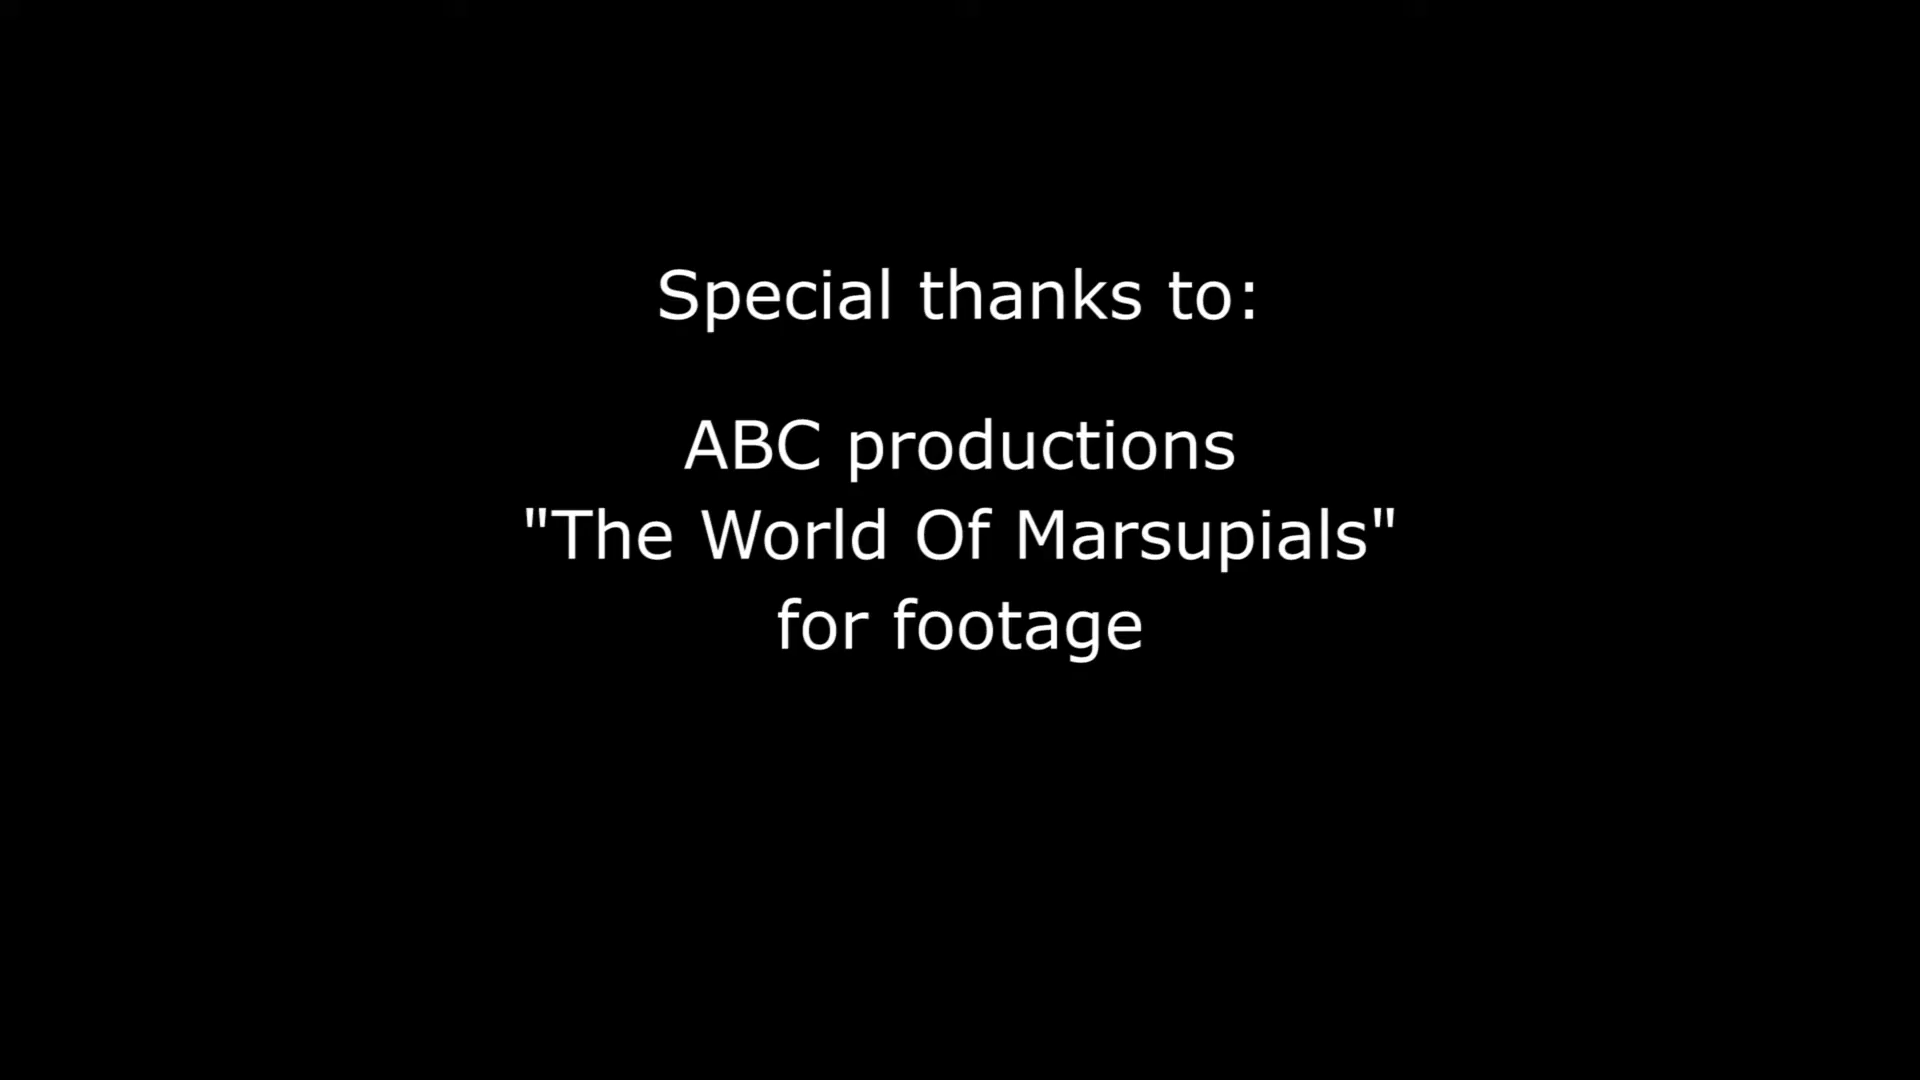 Special thanks to:
ABC productions
"The World Of Marsupials"
for footage